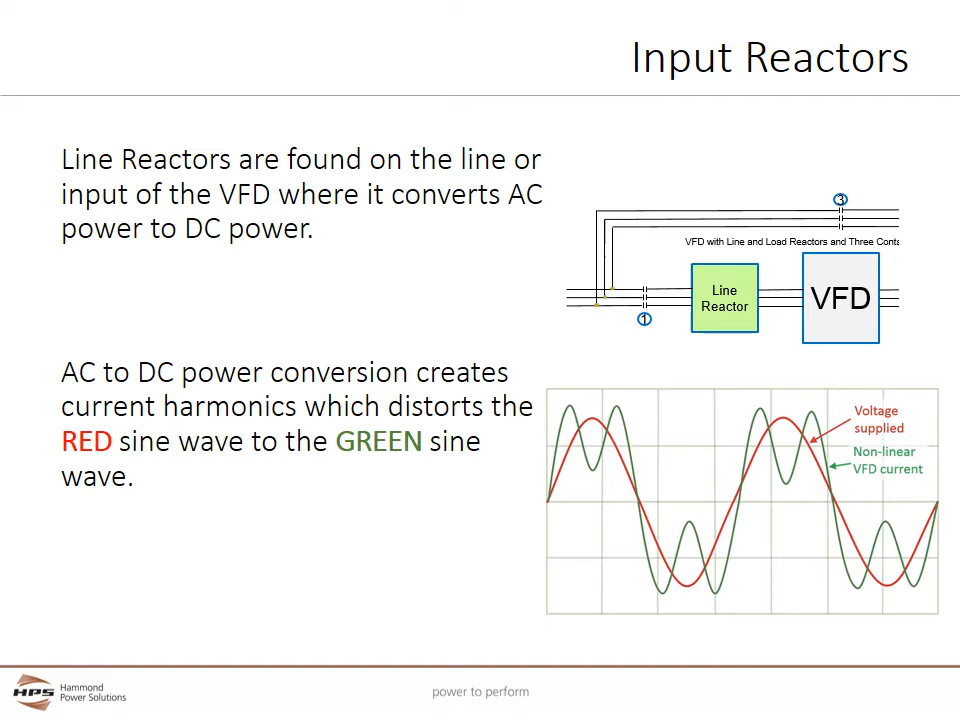 Input Reactors
Line Reactors are found on the line or
input of the VFD where it converts AC
power to DC power.
3
VFD with Line and Load Reactors and Three Conta
Line
Reactor
VFD
1
AC to DC power conversion creates
current harmonics which distorts the
RED sine wave to the GREEN sine
wave.
Voltage
supplied
Non-linear
VFD current
HPS
Hammond
Power Solutions
power to perform